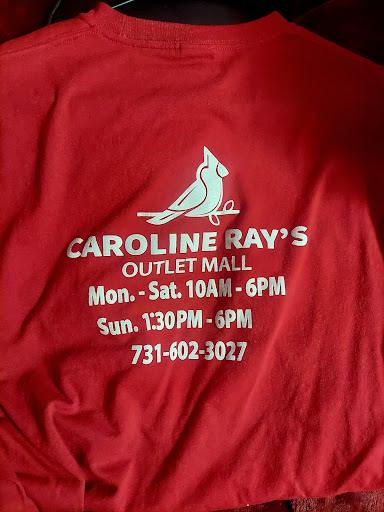 CAROLINE RAY'S
OUTLET MALL
Mon. - Sat. 10AM - 6PM
Sun. 1:30PM - 6PM
731-602-3027